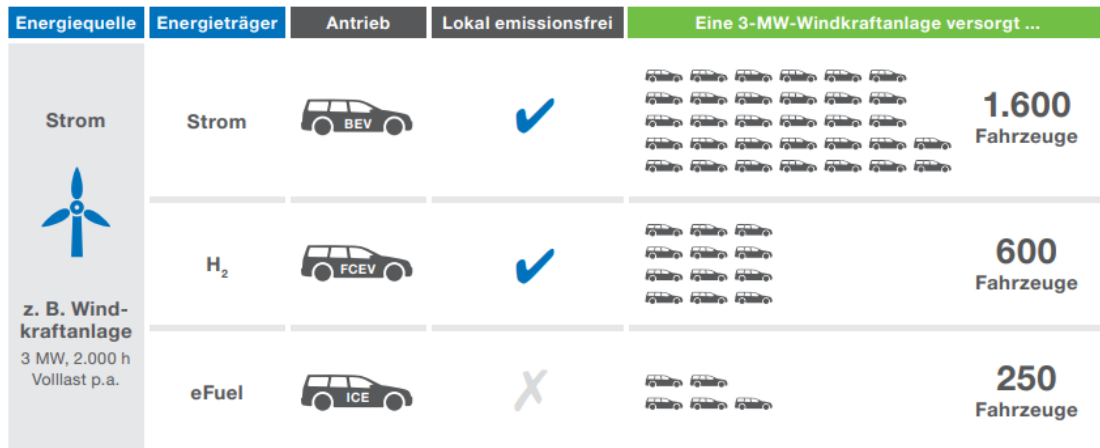 Energiequelle Energieträger Antrieb Lokal emissionsfrei Eine 3-MW-Windkraftanlage versorgt ...
Strom
z. B. Wind-
kraftanlage
3 MW, 2.000 h
Volllast p.a.
Strom BEV 1.600
Fahrzeuge
H₂ FCEV 600
Fahrzeuge
eFuel ICE 250
Fahrzeuge